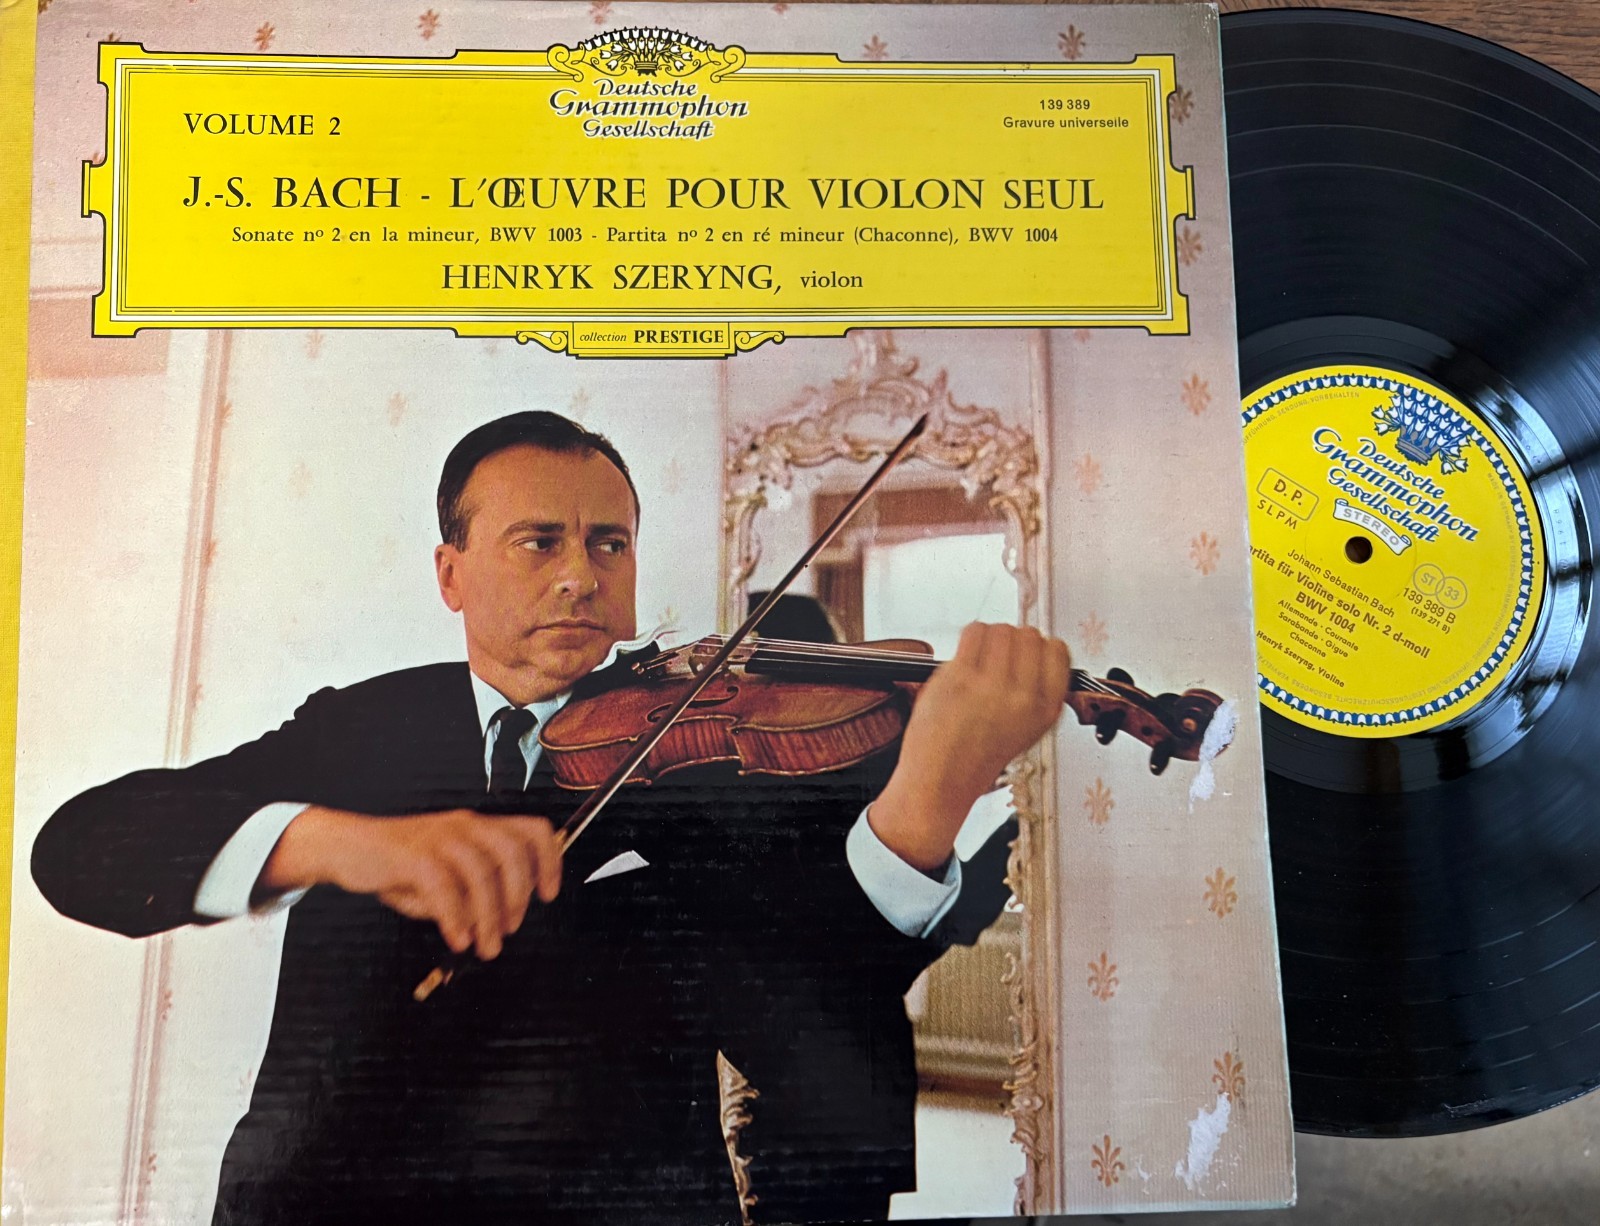 Deutsche
Grammophon
Gesellschaft
VOLUME 2
139 389
Gravure universelle
J.-S. BACH - L'ŒUVRE POUR VIOLON SEUL
Sonate nº 2 en la mineur, BWV 1003 - Partita nº 2 en ré mineur (Chaconne), BWV 1004
HENRYK SZERYNG, violon
collection PRESTIGE
Deutsche
Grammophon
Gesellschaft
STEREO
D.P.
SLPM
ST 33
139 389 B
(139 271 B)
Johann Sebastian Bach
für Violine solo Nr. 2 d-moll
BWV 1004
Allemande - Courante
Sarabande - Gigue
Chaconne
Henryk Szeryng, Violine